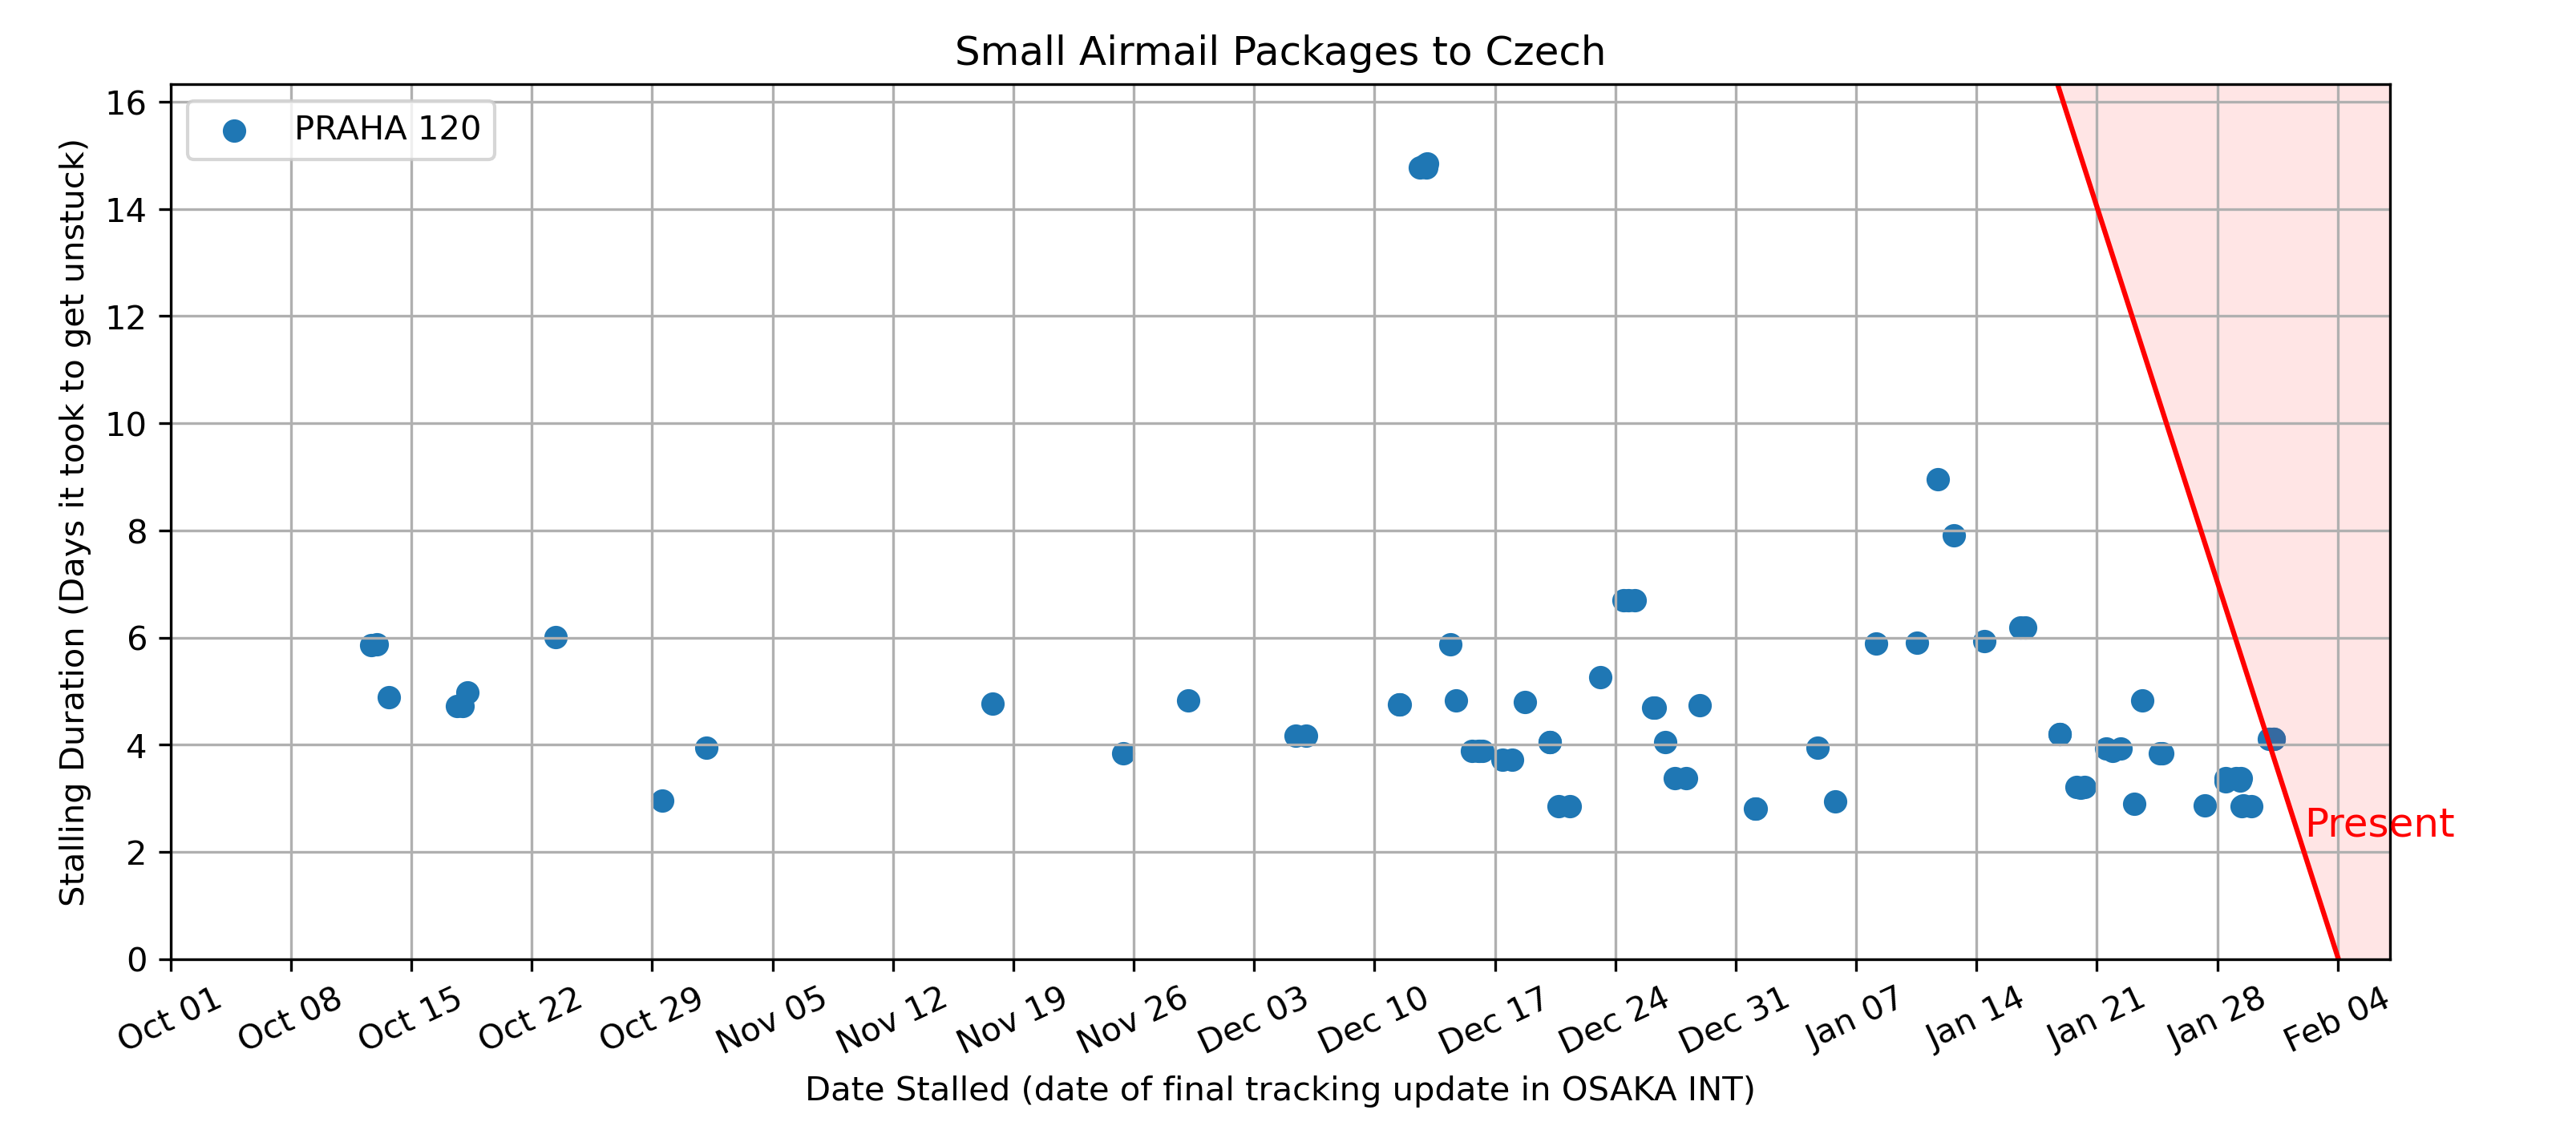 Small Airmail Packages to Czech
PRAHA 120
Stalling Duration (Days it took to get unstuck)
16
14
12
10
8
6
4
2
0
Present
Oct 01
Oct 08
Oct 15
Oct 22
Oct 29
Nov 05
Nov 12
Nov 19
Nov 26
Dec 03
Dec 10
Dec 17
Dec 24
Dec 31
Jan 07
Jan 14
Jan 21
Jan 28
Feb 04
Date Stalled (date of final tracking update in OSAKA INT)